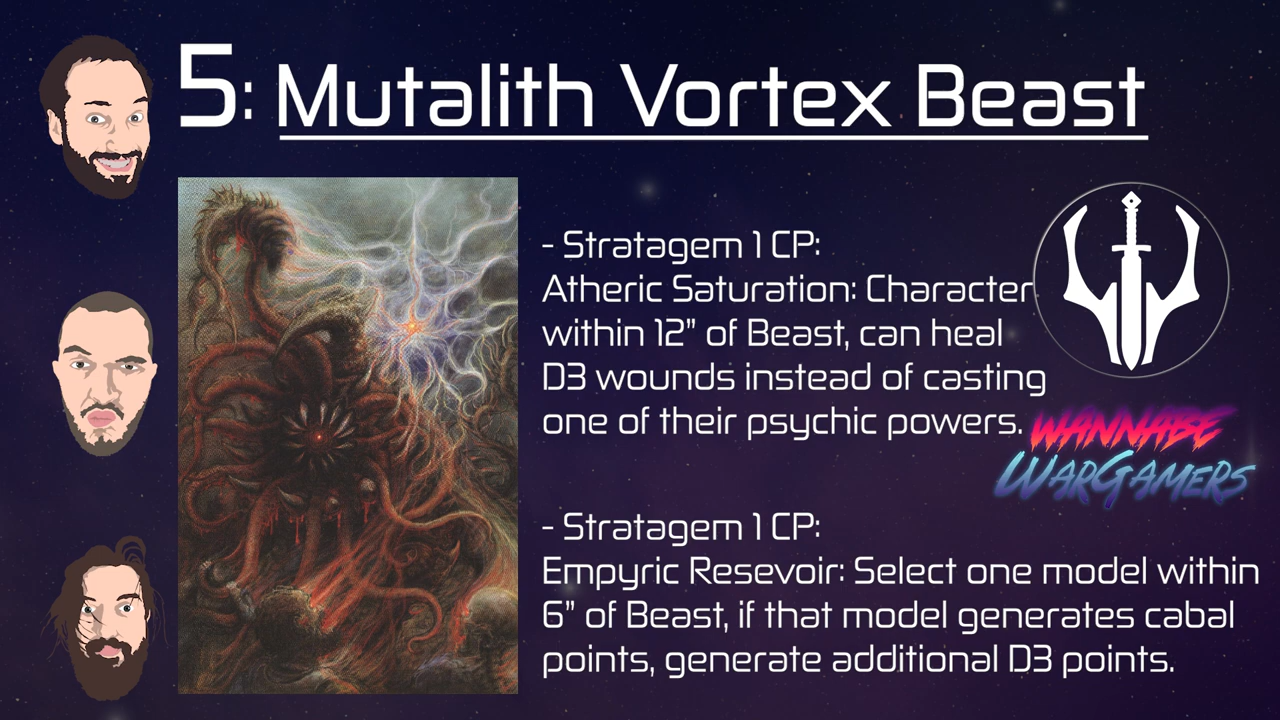 5: Mutalith Vortex Beast
- Stratagem 1 CP:
Atheric Saturation: Character
within 12" of Beast, can heal
D3 wounds instead of casting
one of their psychic powers.
WANNABE
WARGAMERS
- Stratagem 1 CP:
Empyric Resevoir: Select one model within
6" of Beast, if that model generates cabal
points, generate additional D3 points.